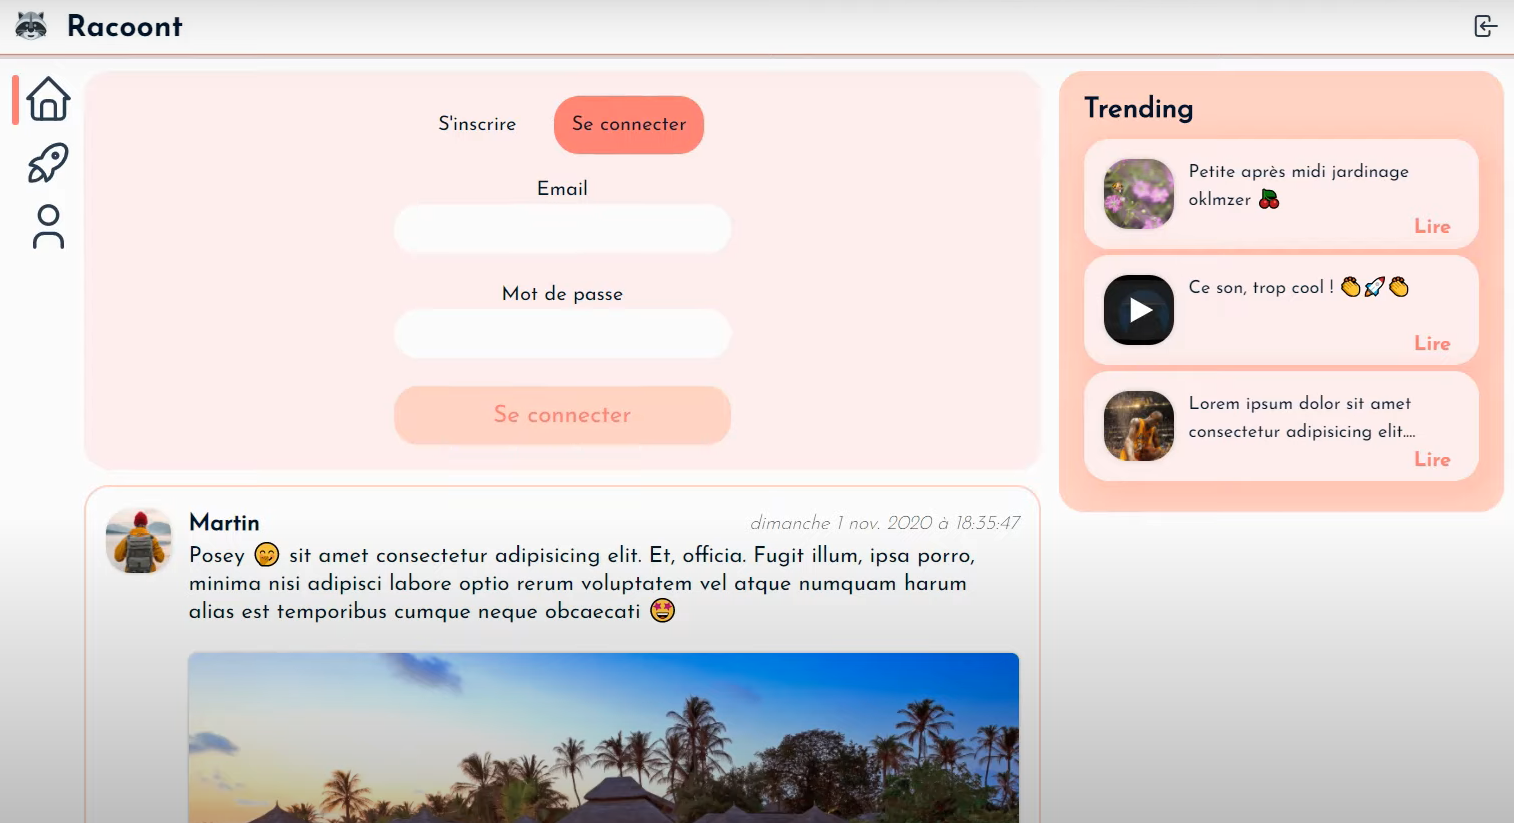 Racoont
S'inscrire
Se connecter
Email
Mot de passe
Se connecter
Martin
dimanche 1 nov. 2020 à 18:35:47
Posey 🤭 sit amet consectetur adipisicing elit. Et, officia. Fugit illum, ipsa porro,
minima nisi adipisci labore optio rerum voluptatem vel atque numquam harum
alias est temporibus cumque neque obcaecati 🤩
Trending
Petite après midi jardinage
oklmzer 🍒
Lire
Ce son, trop cool ! 👏🚀👏
Lire
Lorem ipsum dolor sit amet
consectetur adipisicing elit....
Lire